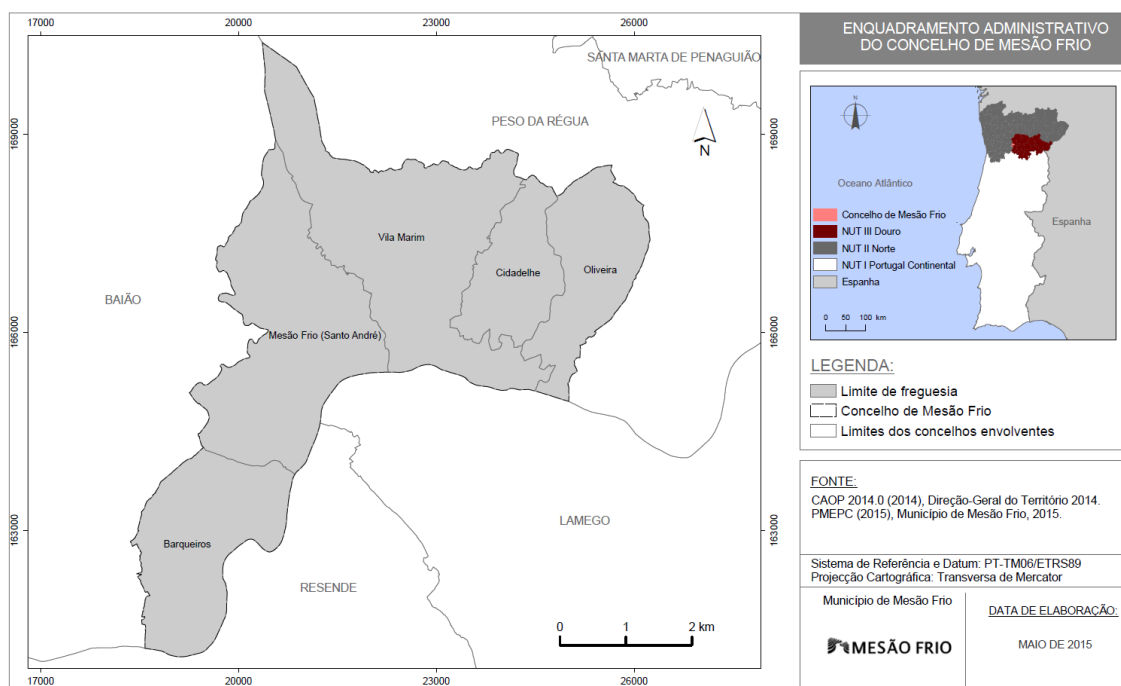 17000
20000
23000
26000
169000
166000
163000
169000
166000
163000
17000
20000
23000
26000
SANTA MARTA DE PENAGUIÃO
PESO DA RÉGUA
N
Vila Marim
Cidadelhe
Oliveira
BAIÃO
Mesão Frio (Santo André)
LAMEGO
Barqueiros
RESENDE
0 1 2 km
ENQUADRAMENTO ADMINISTRATIVO
DO CONCELHO DE MESÃO FRIO
N
Oceano Atlântico
Espanha
Concelho de Mesão Frio
NUT III Douro
NUT II Norte
NUT I Portugal Continental
Espanha
0 50 100 km
LEGENDA:
Limite de freguesia
Concelho de Mesão Frio
Limites dos concelhos envolventes
FONTE:
CAOP 2014.0 (2014), Direção-Geral do Território 2014.
PMEPC (2015), Município de Mesão Frio, 2015.
Sistema de Referência e Datum: PT-TM06/ETRS89
Projecção Cartográfica: Transversa de Mercator
Município de Mesão Frio
MESÃO FRIO
DATA DE ELABORAÇÃO:
MAIO DE 2015